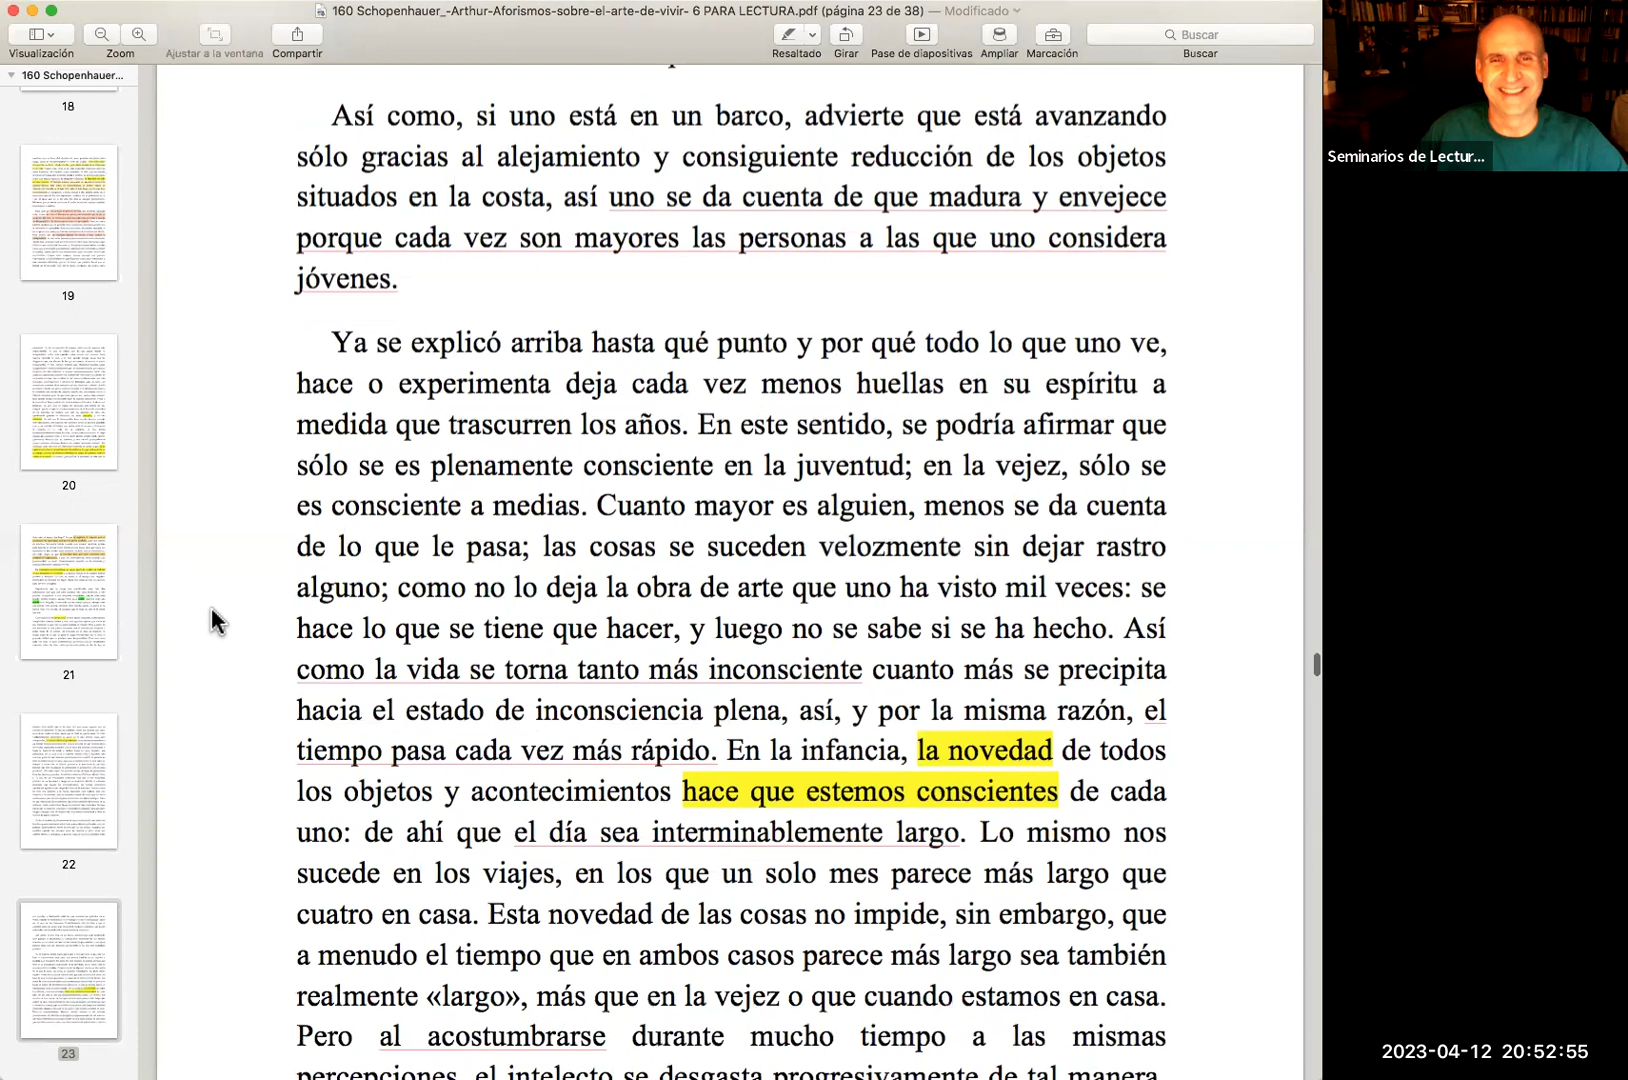 160 Schopenhauer_-Arthur-Aforismos-sobre-el-arte-de-vivir- 6 PARA LECTURA.pdf (página 23 de 38) — Modificado
Visualización
Zoom
Ajustar a la ventana
Compartir
Resaltado
Girar
Pase de diapositivas
Ampliar
Marcación
Buscar
Buscar
160 Schopenhauer...
18
19
20
21
22
23
Así como, si uno está en un barco, advierte que está avanzando
sólo gracias al alejamiento y consiguiente reducción de los objetos
situados en la costa, así uno se da cuenta de que madura y envejece
porque cada vez son mayores las personas a las que uno considera
jóvenes.
Ya se explicó arriba hasta qué punto y por qué todo lo que uno ve,
hace o experimenta deja cada vez menos huellas en su espíritu a
medida que trascurren los años. En este sentido, se podría afirmar que
sólo se es plenamente consciente en la juventud; en la vejez, sólo se
es consciente a medias. Cuanto mayor es alguien, menos se da cuenta
de lo que le pasa; las cosas se suceden velozmente sin dejar rastro
alguno; como no lo deja la obra de arte que uno ha visto mil veces: se
hace lo que se tiene que hacer, y luego no se sabe si se ha hecho. Así
como la vida se torna tanto más inconsciente cuanto más se precipita
hacia el estado de inconsciencia plena, así, y por la misma razón, el
tiempo pasa cada vez más rápido. En la infancia, la novedad de todos
los objetos y acontecimientos hace que estemos conscientes de cada
uno: de ahí que el día sea interminablemente largo. Lo mismo nos
sucede en los viajes, en los que un solo mes parece más largo que
cuatro en casa. Esta novedad de las cosas no impide, sin embargo, que
a menudo el tiempo que en ambos casos parece más largo sea también
realmente «largo», más que en la vejez o que cuando estamos en casa.
Pero al acostumbrarse durante mucho tiempo a las mismas
percepciones, el intelecto se desgasta progresivamente de tal manera
Seminarios de Lectur...
2023-04-12 20:52:55